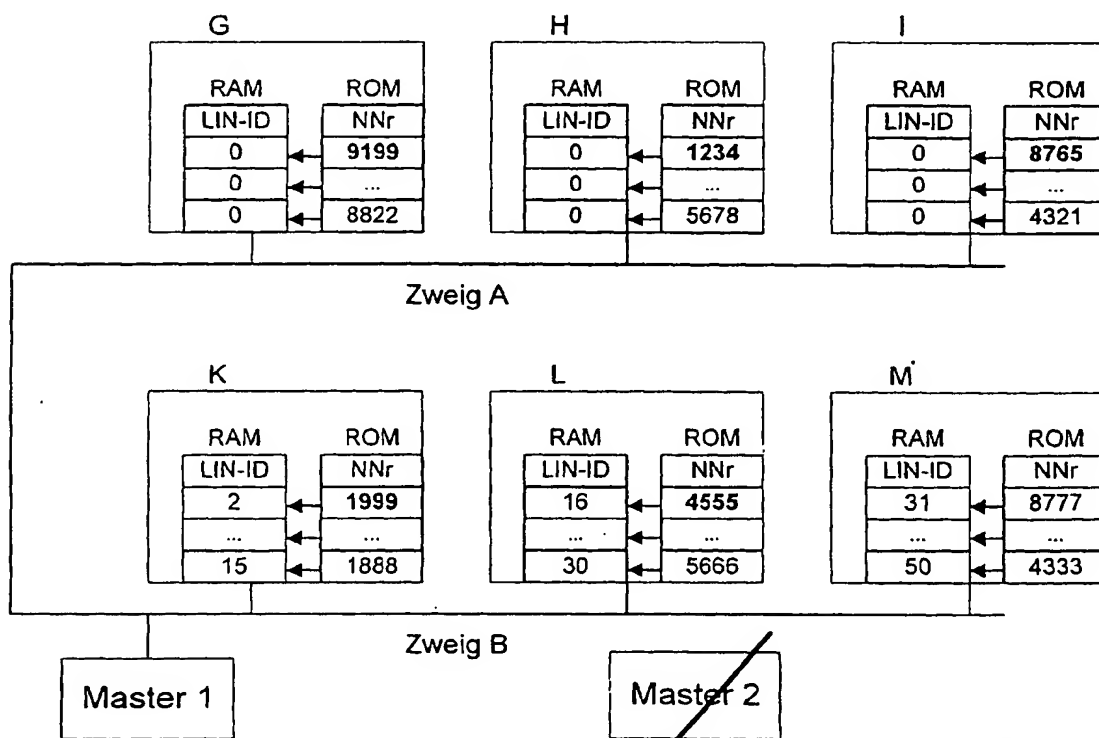 G H I
RAM ROM RAM ROM RAM ROM
LIN-ID NNr LIN-ID NNr LIN-ID NNr
0 9199 0 1234 0 8765
0 ... 0 ... 0 ...
0 8822 0 5678 0 4321
Zweig A
K L M
RAM ROM RAM ROM RAM ROM
LIN-ID NNr LIN-ID NNr LIN-ID NNr
2 1999 16 4555 31 8777
... ... ... ... ... ...
15 1888 30 5666 50 4333
Zweig B
Master 1 Master 2